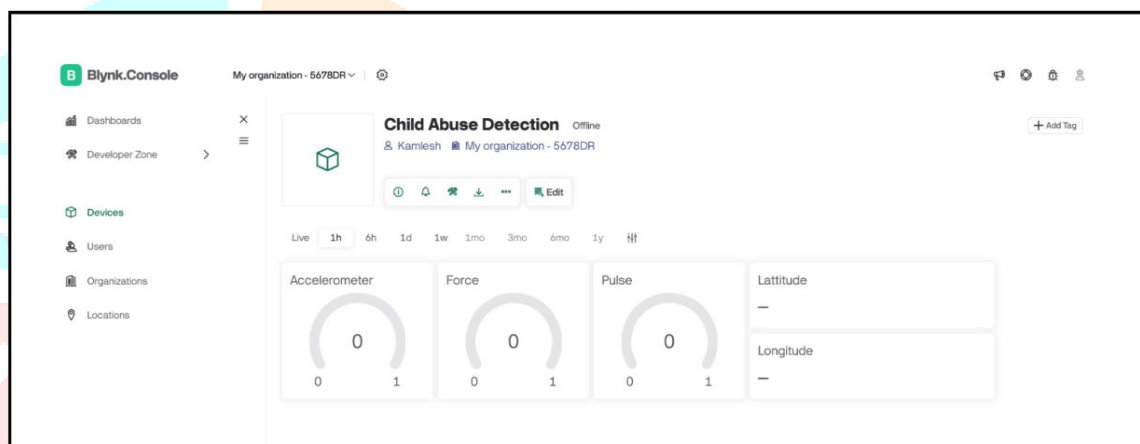 B Blynk.Console My organization - 5678DR
Dashboards
Developer Zone
Devices
Users
Organizations
Locations
Child Abuse Detection Offline
Kamlesh My organization - 5678DR
Edit
+ Add Tag
Live 1h 6h 1d 1w 1mo 3mo 6mo 1y
Accelerometer
0
0 1
Force
0
0 1
Pulse
0
0 1
Lattitude
—
Longitude
—